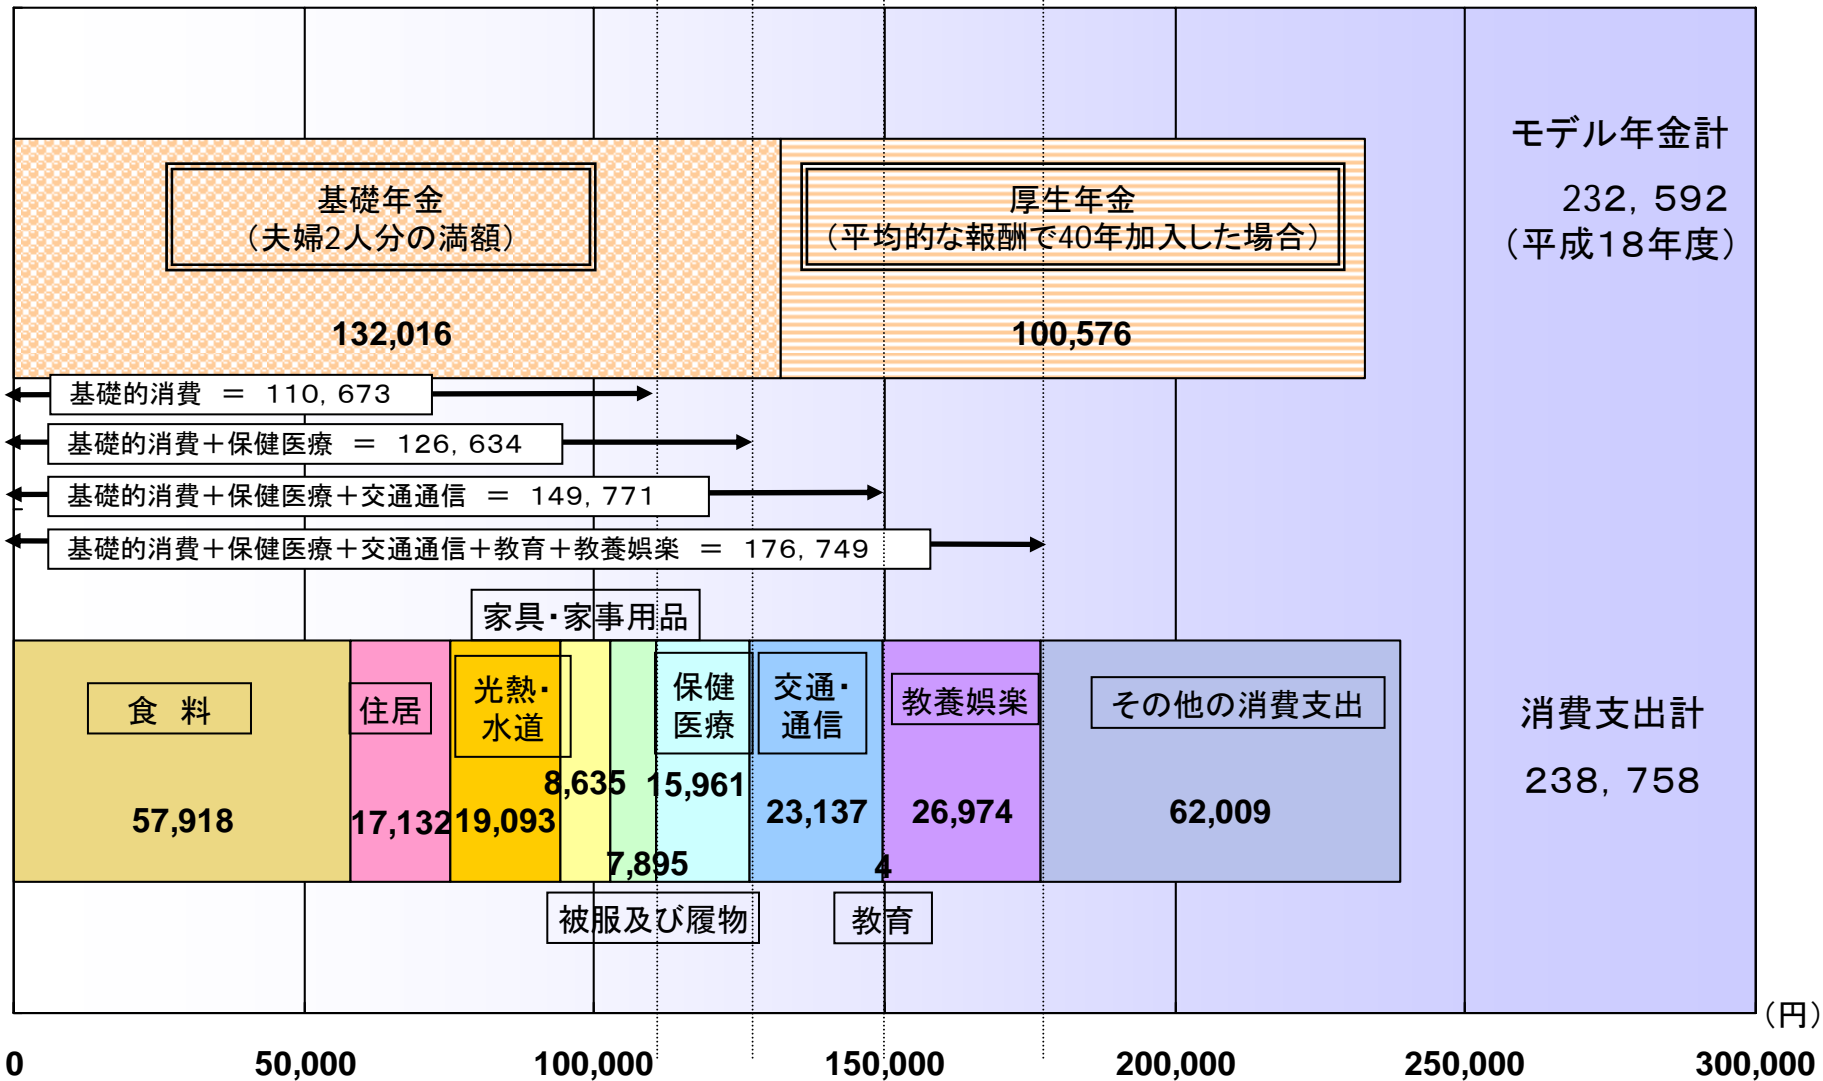 モデル年金計
232,592
（平成18年度）
基礎年金
（夫婦2人分の満額）
132,016
厚生年金
（平均的な報酬で40年加入した場合）
100,576
基礎的消費 ＝ 110,673
基礎的消費＋保健医療 ＝ 126,634
基礎的消費＋保健医療＋交通通信 ＝ 149,771
基礎的消費＋保健医療＋交通通信＋教育＋教養娯楽 ＝ 176,749
家具・家事用品
食 料
57,918
住居
17,132
光熱・
水道
19,093
8,635
7,895
保健
医療
15,961
交通・
通信
23,137
4
教養娯楽
26,974
その他の消費支出
62,009
消費支出計
238,758
被服及び履物
教育
（円）
0
50,000
100,000
150,000
200,000
250,000
300,000